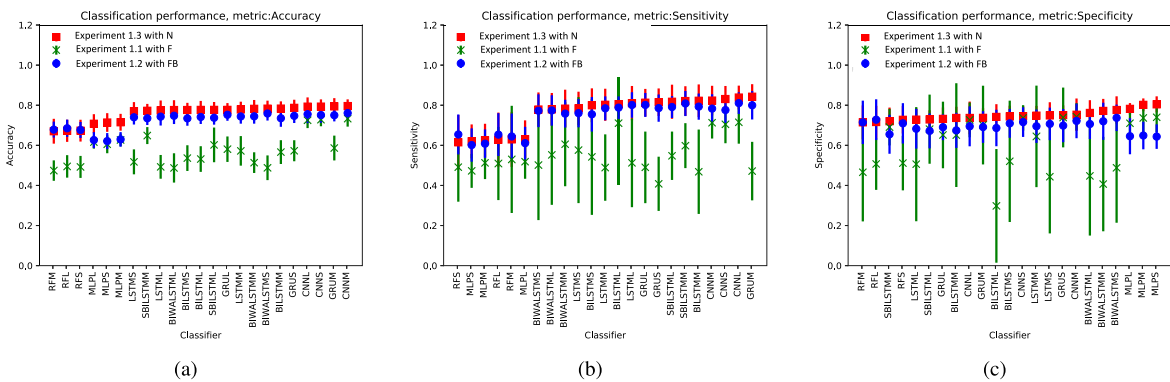 Classification performance, metric:Accuracy
1.2
1.0
0.8
0.6
0.4
0.2
0.0
Accuracy
Experiment 1.3 with N
Experiment 1.1 with F
Experiment 1.2 with FB
RFM
RFL
RFS
MLPL
MLPS
MLPM
LSTMS
SBILSTMM
LSTML
BIWALSTML
BILSTMS
BILSTML
SBILSTML
GRUL
LSTMM
BIWALSTMM
BIWALSTMS
BILSTMM
GRUS
CNNL
CNNS
GRUM
CNNM
Classifier
(a)
Classification performance, metric:Sensitivity
1.2
1.0
0.8
0.6
0.4
0.2
0.0
Sensitivity
Experiment 1.3 with N
Experiment 1.1 with F
Experiment 1.2 with FB
RFS
MLPS
MLPM
RFL
RFM
MLPL
BIWALSTMS
BIWALSTML
BIWALSTMM
LSTMS
BILSTMS
LSTML
BILSTML
LSTMM
GRUL
GRUS
SBILSTML
SBILSTMM
BILSTMM
CNNM
CNNS
CNNL
GRUM
Classifier
(b)
Classification performance, metric:Specificity
1.2
1.0
0.8
0.6
0.4
0.2
0.0
Specificity
Experiment 1.3 with N
Experiment 1.1 with F
Experiment 1.2 with FB
RFM
RFL
SBILSTMM
RFS
LSTML
SBILSTML
GRUL
BILSTMM
CNNL
GRUM
BILSTML
BILSTMS
CNNS
LSTMM
LSTMS
GRUS
CNNM
BIWALSTML
BIWALSTMM
BIWALSTMS
MLPL
MLPM
MLPS
Classifier
(c)